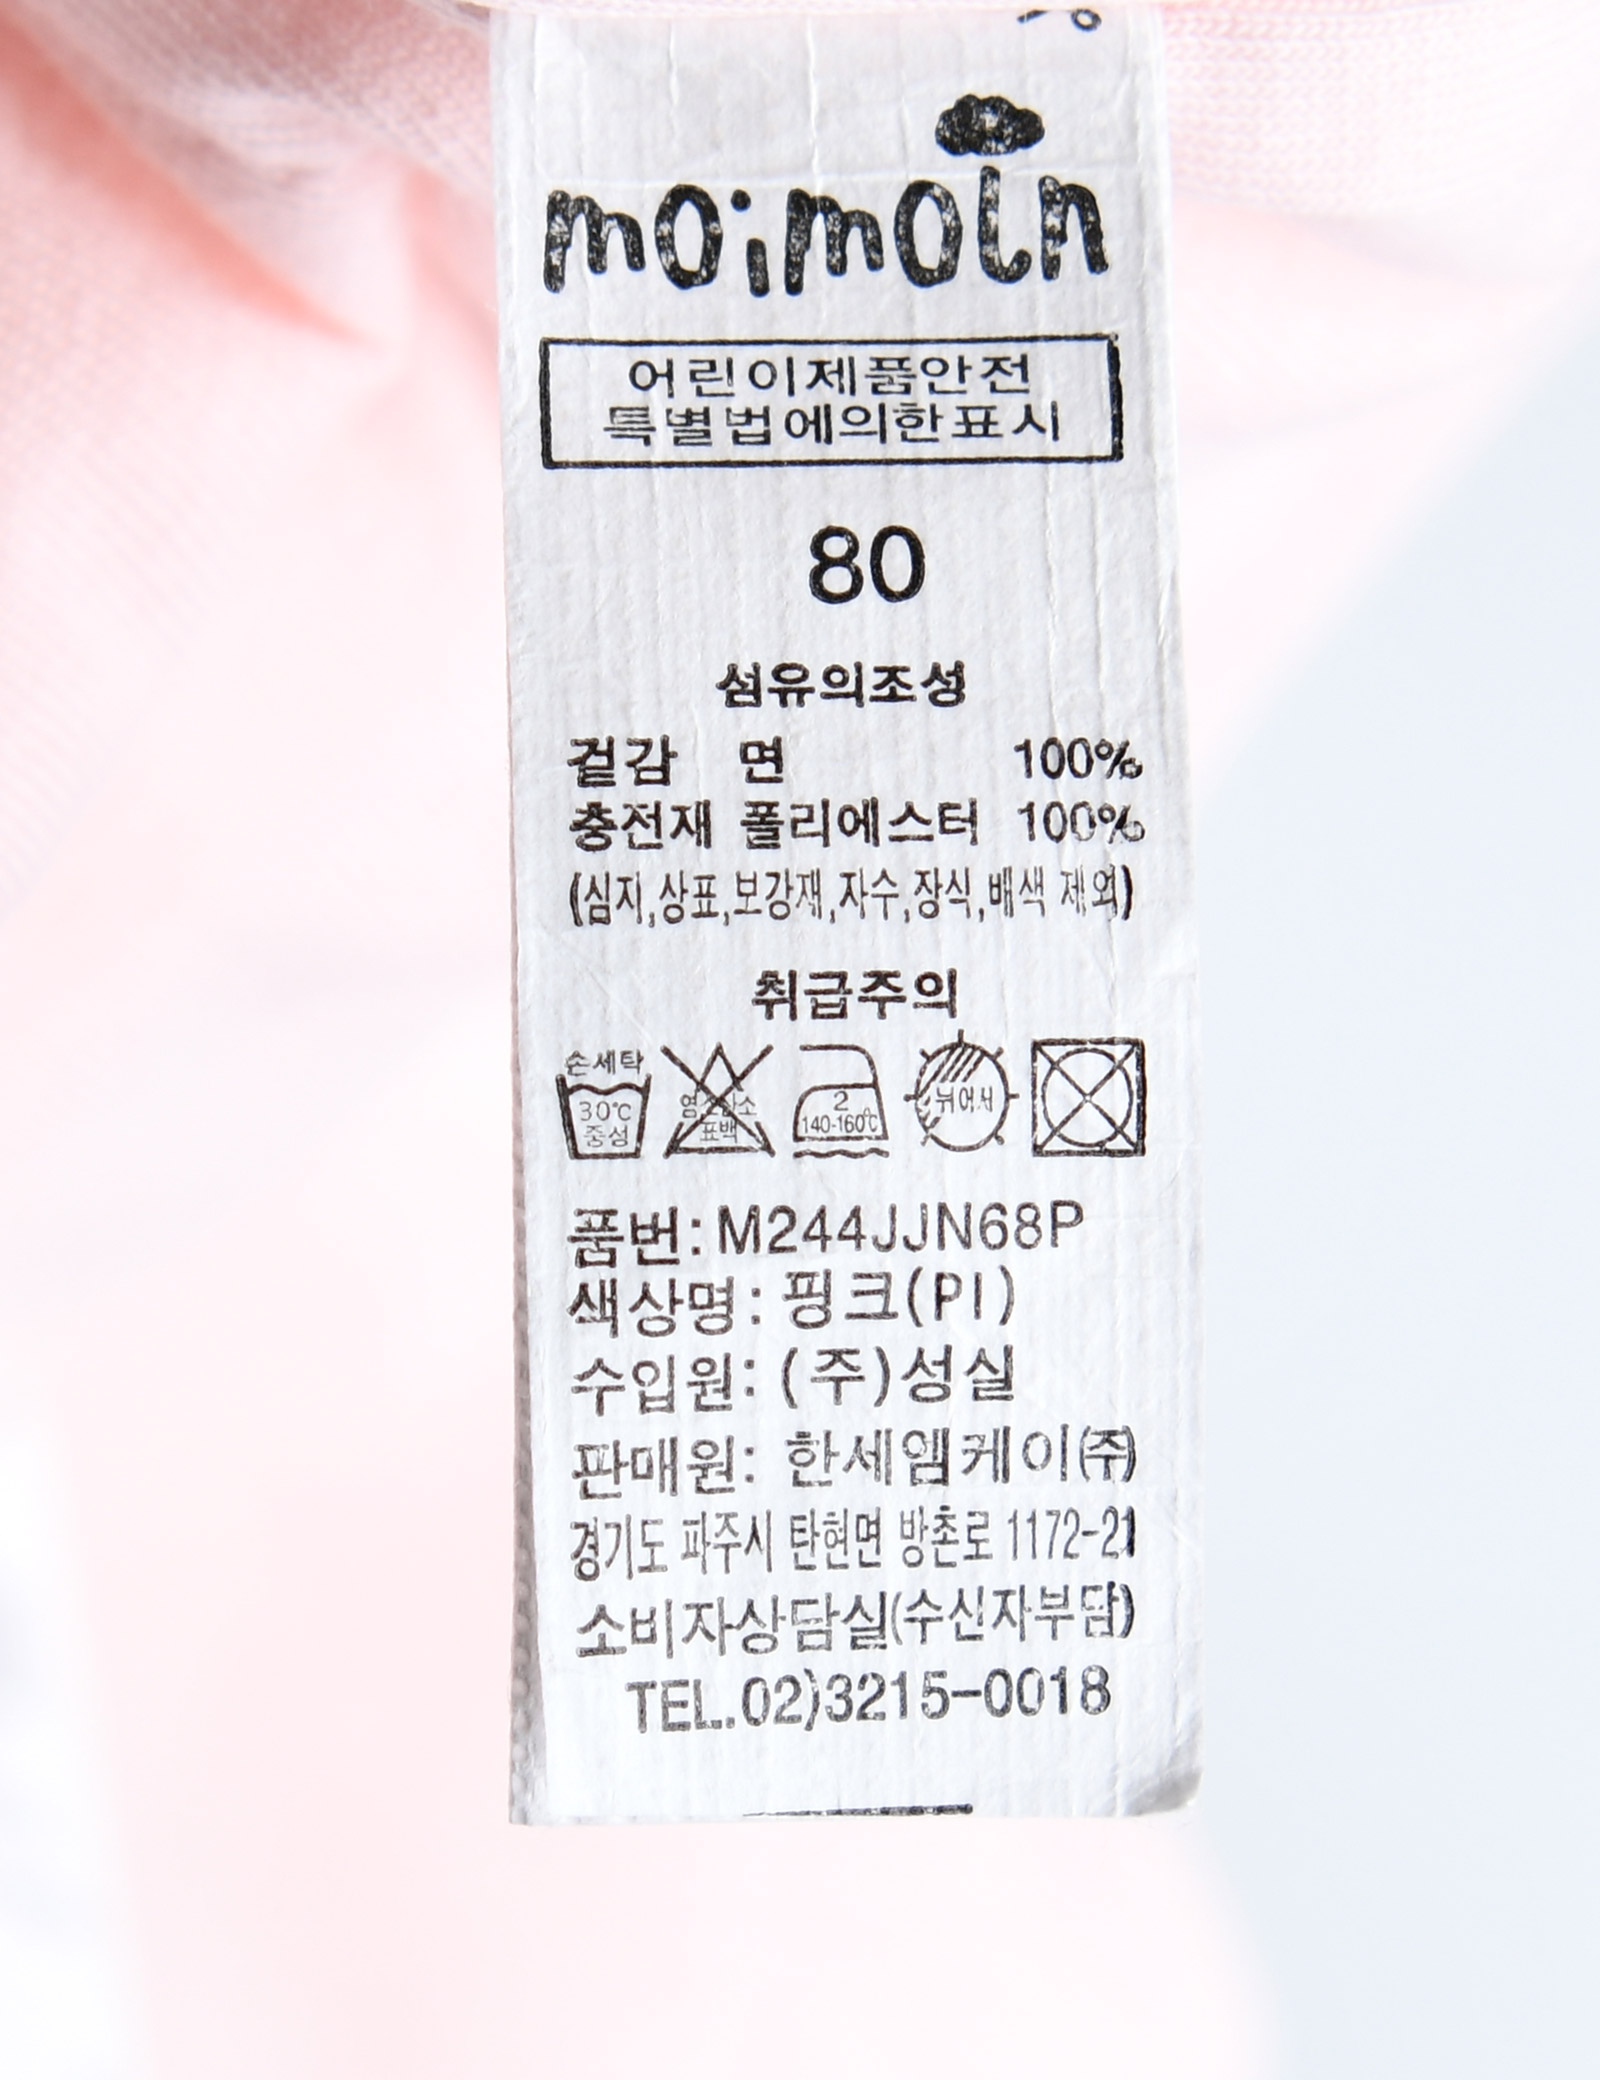 moimoln
어린이제품안전
특별법에의한표시
80
섬유의조성
겉감 면 100%
충전재 폴리에스터 100%
(심지,상표,보강재,자수,장식,배색 제외)
취급주의
손세탁
30℃
중성
염소산소
표백
2
140-160℃
뉘어서
품번: M244JJN68P
색상명: 핑크(PI)
수입원: (주)성실
판매원: 한세엠케이(주)
경기도 파주시 탄현면 방촌로 1172-21
소비자상담실(수신자부담)
TEL.02)3215-0018